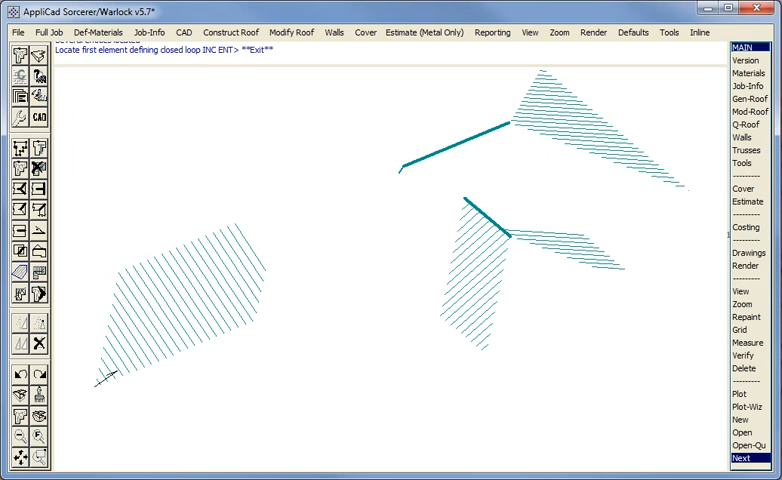 AppliCad Sorcerer/Warlock v5.7*
File Full Job Def-Materials Job-Info CAD Construct Roof Modify Roof Walls Cover Estimate (Metal Only) Reporting View Zoom Render Defaults Tools Inline
Locate first element defining closed loop INC ENT> **Exit**
CAD
MAIN
Version
Materials
Job-Info
Gen-Roof
Mod-Roof
Q-Roof
Walls
Trusses
Tools
---------
Cover
Estimate
---------
Costing
---------
Drawings
Render
---------
View
Zoom
Repaint
Grid
Measure
Verify
Delete
---------
Plot
Plot-Wiz
New
Open
Open-Qu
Next